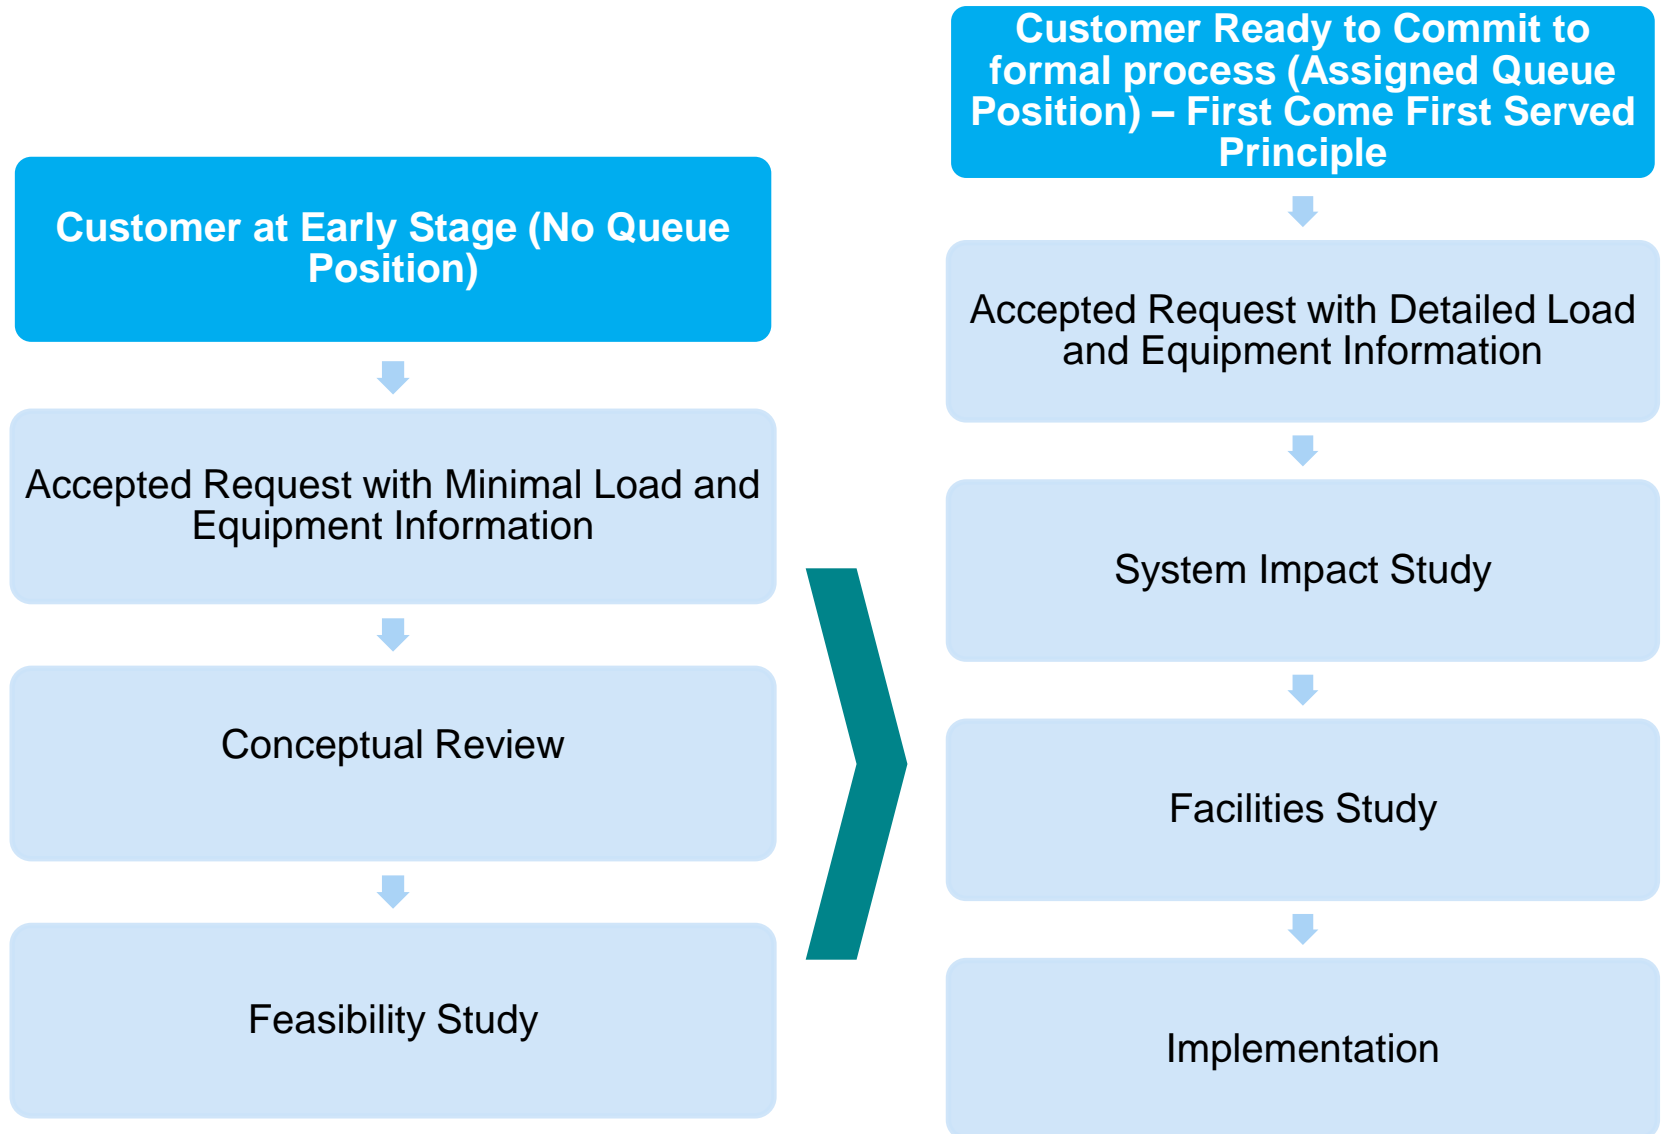 Customer at Early Stage (No Queue
Position)
Accepted Request with Minimal Load and
Equipment Information
Conceptual Review
Feasibility Study
Customer Ready to Commit to
formal process (Assigned Queue
Position) – First Come First Served
Principle
Accepted Request with Detailed Load
and Equipment Information
System Impact Study
Facilities Study
Implementation